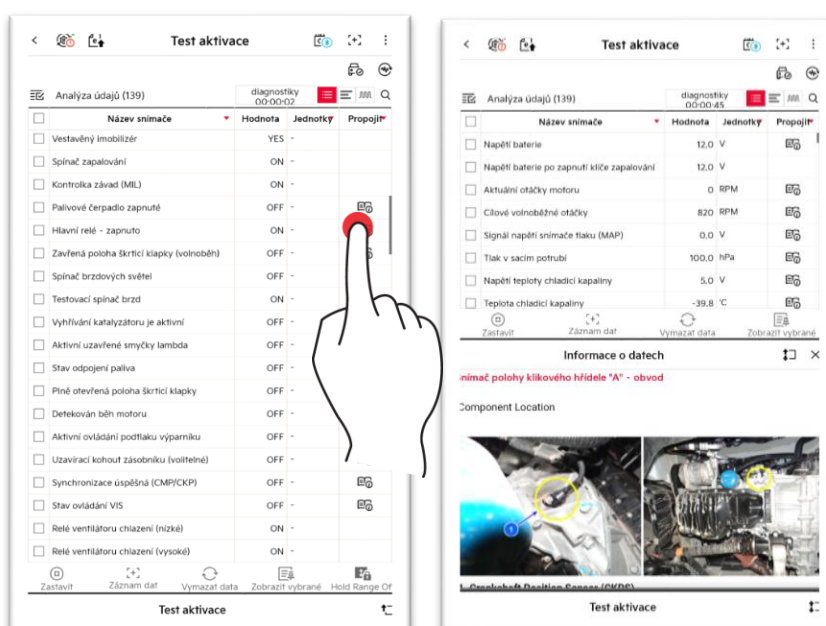 Test aktivace
Analýza údajů (139)
diagnostiky
00:00:02
Název snímače Hodnota Jednotky Propojit
Vestavěný imobilizér YES -
Spínač zapalování ON -
Kontrolka závad (MIL) ON -
Palivové čerpadlo zapnuté OFF -
Hlavní relé - zapnuto ON -
Zavřená poloha škrticí klapky (volnoběh) OFF -
Spínač brzdových světel OFF -
Testovací spínač brzd ON -
Vyhřívání katalyzátoru je aktivní OFF -
Aktivní uzavřené smyčky lambda OFF -
Stav odpojení paliva OFF -
Plně otevřená poloha škrticí klapky OFF -
Detekován běh motoru OFF -
Aktivní ovládání podtlaku výparníku OFF -
Uzavírací kohout zásobníku (volitelné) OFF -
Synchronizace úspěšná (CMP/CKP) OFF -
Stav ovládání VIS OFF -
Relé ventilátoru chlazení (nízké) ON -
Relé ventilátoru chlazení (vysoké) ON -
Zastavit Záznam dat Vymazat data Zobrazit vybrané Hold Range Of
Test aktivace
Test aktivace
Analýza údajů (139)
diagnostiky
00:00:45
Název snímače Hodnota Jednotky Propojit
Napětí baterie 12,0 V
Napětí baterie po zapnutí klíče zapalování 12,0 V
Aktuální otáčky motoru 0 RPM
Cílové volnoběžné otáčky 820 RPM
Signál napětí snímače tlaku (MAP) 0,0 V
Tlak v sacím potrubí 100,0 hPa
Napětí teploty chladicí kapaliny 5,0 V
Teplota chladicí kapaliny -39,8 °C
Zastavit Záznam dat Vymazat data Zobrazit vybrané
Informace o datech
snímač polohy klikového hřídele "A" - obvod
Component Location
1
1. Crankshaft Position Sensor (CKPS)
Test aktivace